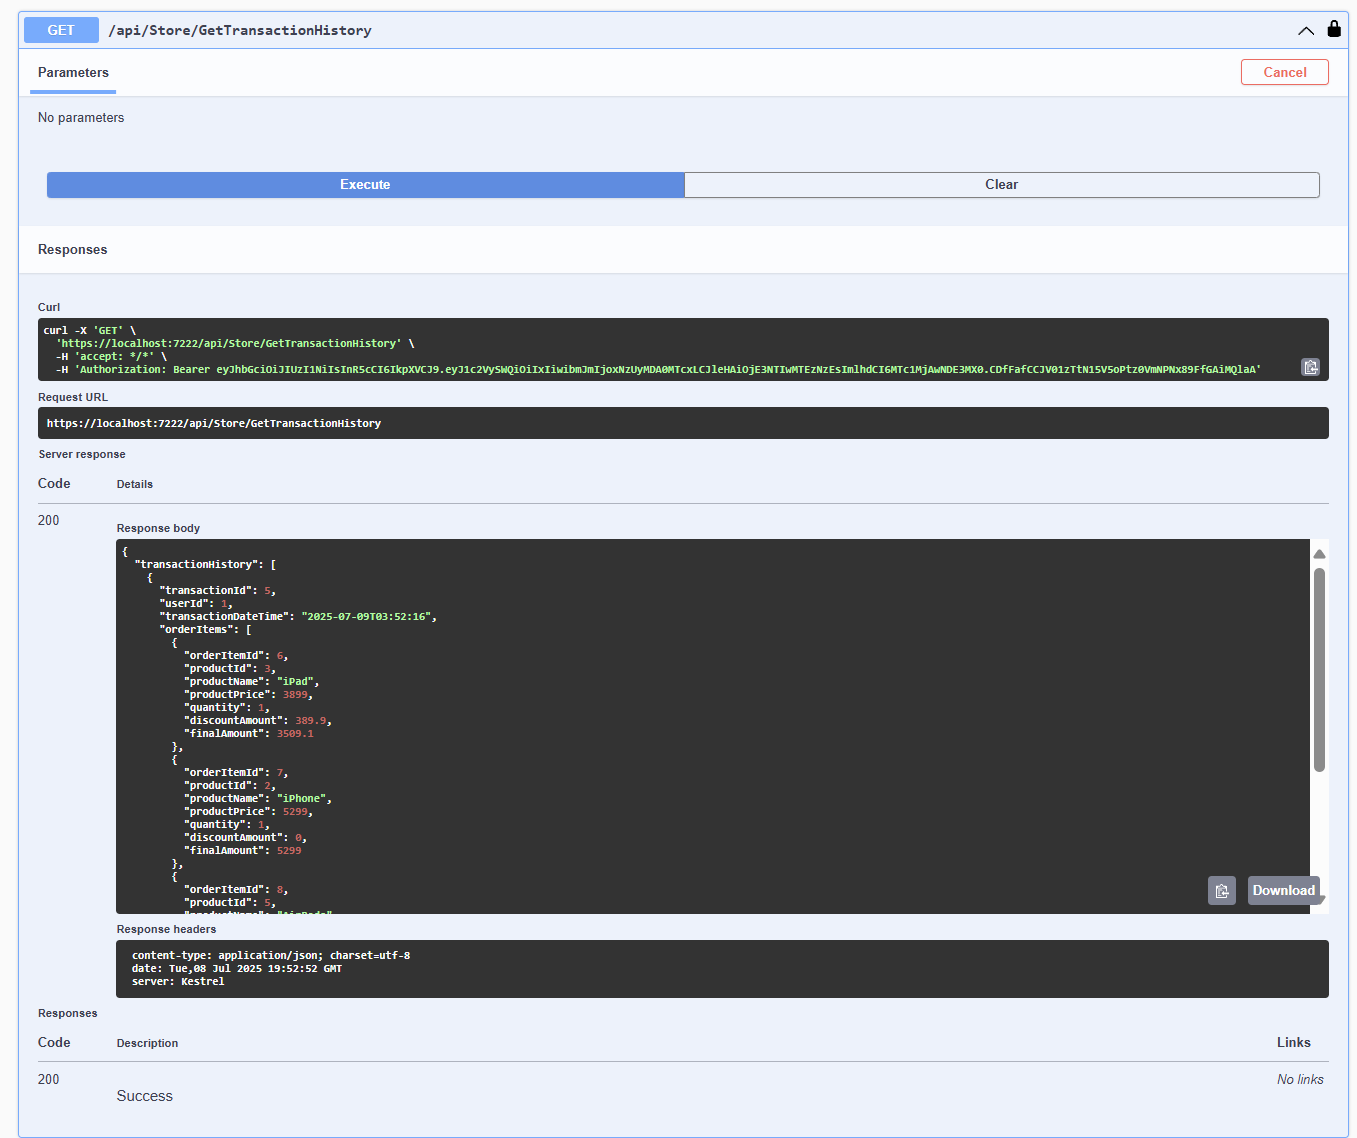 GET /api/Store/GetTransactionHistory
Parameters
Cancel
No parameters
Execute
Clear
Responses
Curl
curl -X 'GET' \
  'https://localhost:7222/api/Store/GetTransactionHistory' \
  -H 'accept: */*' \
  -H 'Authorization: Bearer eyJhbGciOiJIUzI1NiIsInR5cCI6IkpXVCJ9.eyJ1c2VySWQiOiIxIiwibmJmIjoxNzUyMDA0MTcxLCJleHAiOjE3NTIwMTEzNzEsImlhdCI6MTc1MjAwNDE3MX0.CDfFafCCJV01zTtN15V5oPtz0VmNPNx89FfGAiMQlaA'
Request URL
https://localhost:7222/api/Store/GetTransactionHistory
Server response
Code
Details
200
Response body
{
  "transactionHistory": [
    {
      "transactionId": 5,
      "userId": 1,
      "transactionDateTime": "2025-07-09T03:52:16",
      "orderItems": [
        {
          "orderItemId": 6,
          "productId": 3,
          "productName": "iPad",
          "productPrice": 3899,
          "quantity": 1,
          "discountAmount": 389.9,
          "finalAmount": 3509.1
        },
        {
          "orderItemId": 7,
          "productId": 2,
          "productName": "iPhone",
          "productPrice": 5299,
          "quantity": 1,
          "discountAmount": 0,
          "finalAmount": 5299
        },
        {
          "orderItemId": 8,
          "productId": 5,
          "productName": "AirPods",
Download
Response headers
content-type: application/json; charset=utf-8
date: Tue,08 Jul 2025 19:52:52 GMT
server: Kestrel
Responses
Code
Description
Links
200
Success
No links